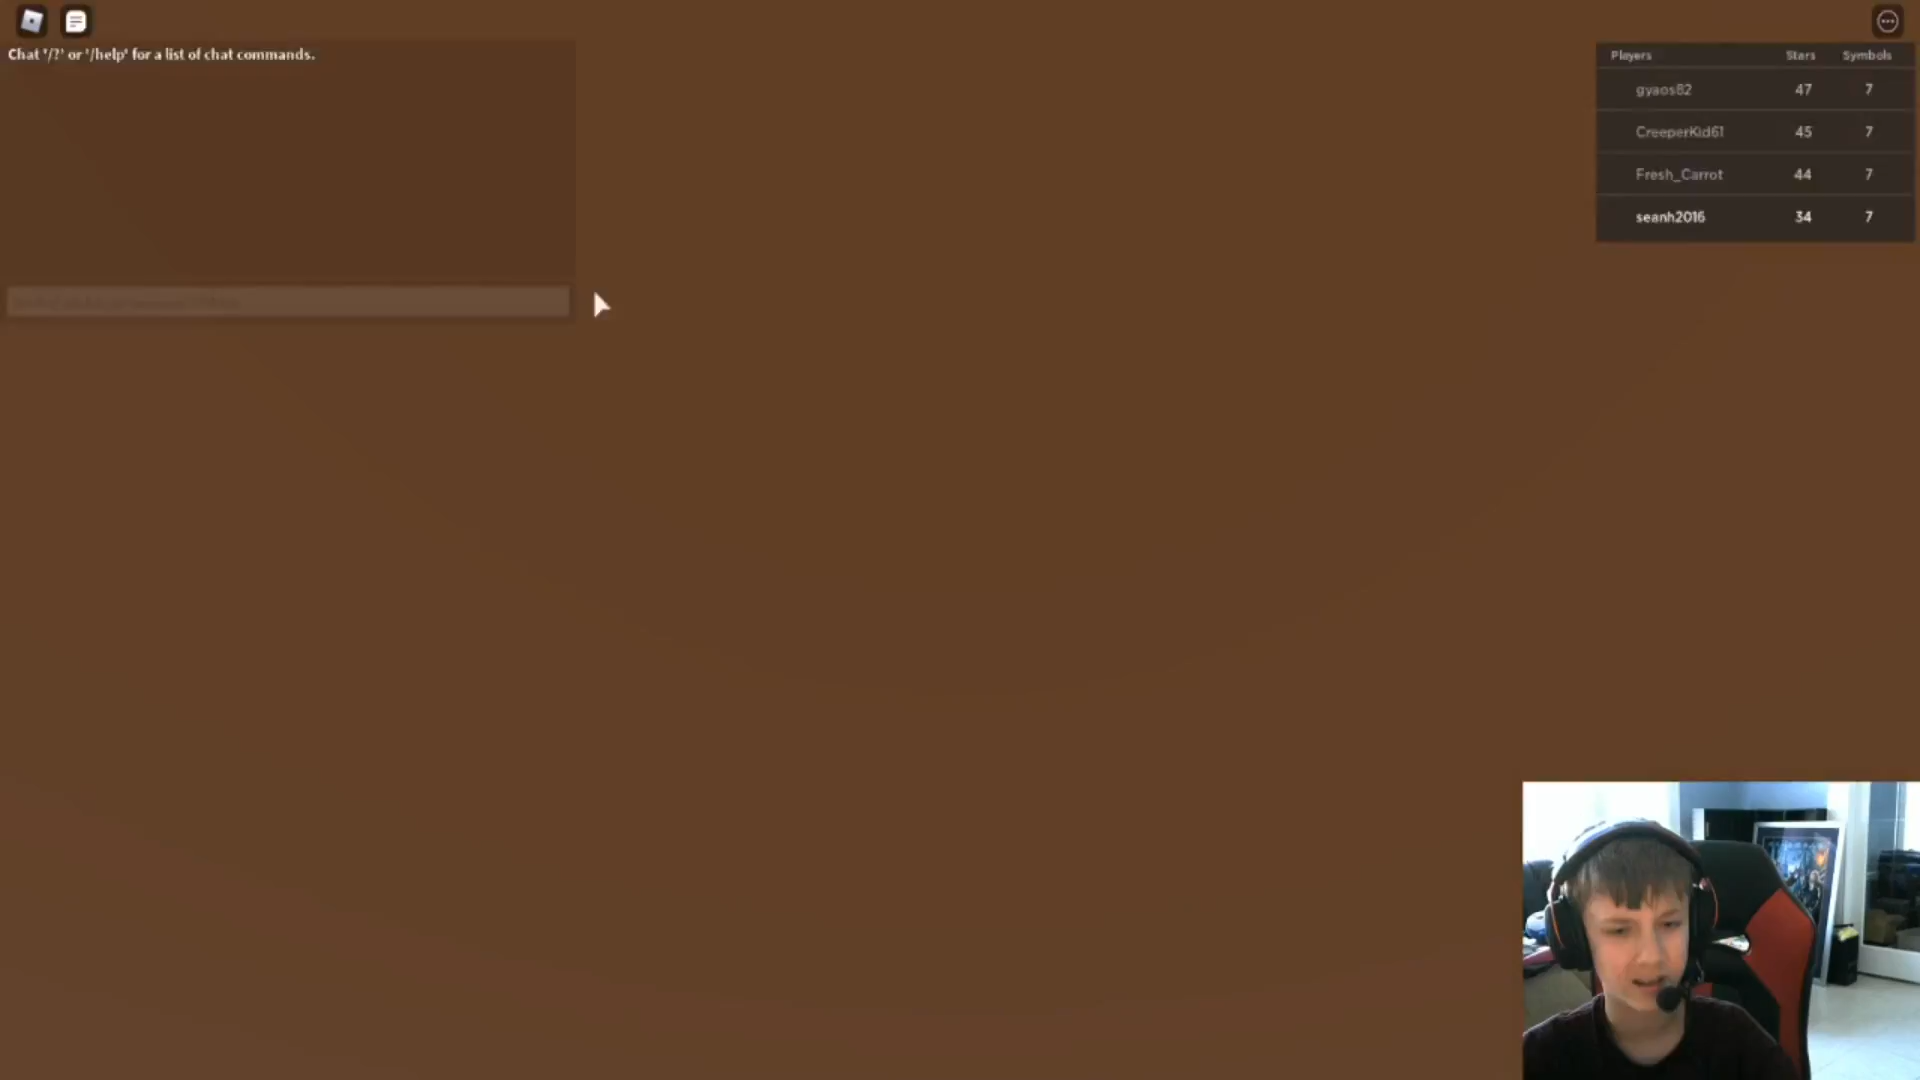 Chat '/?' or '/help' for a list of chat commands.
Players Stars Symbols
gyaos82 47 7
CreeperKid61 45 7
Fresh_Carrot 44 7
seanh2016 34 7